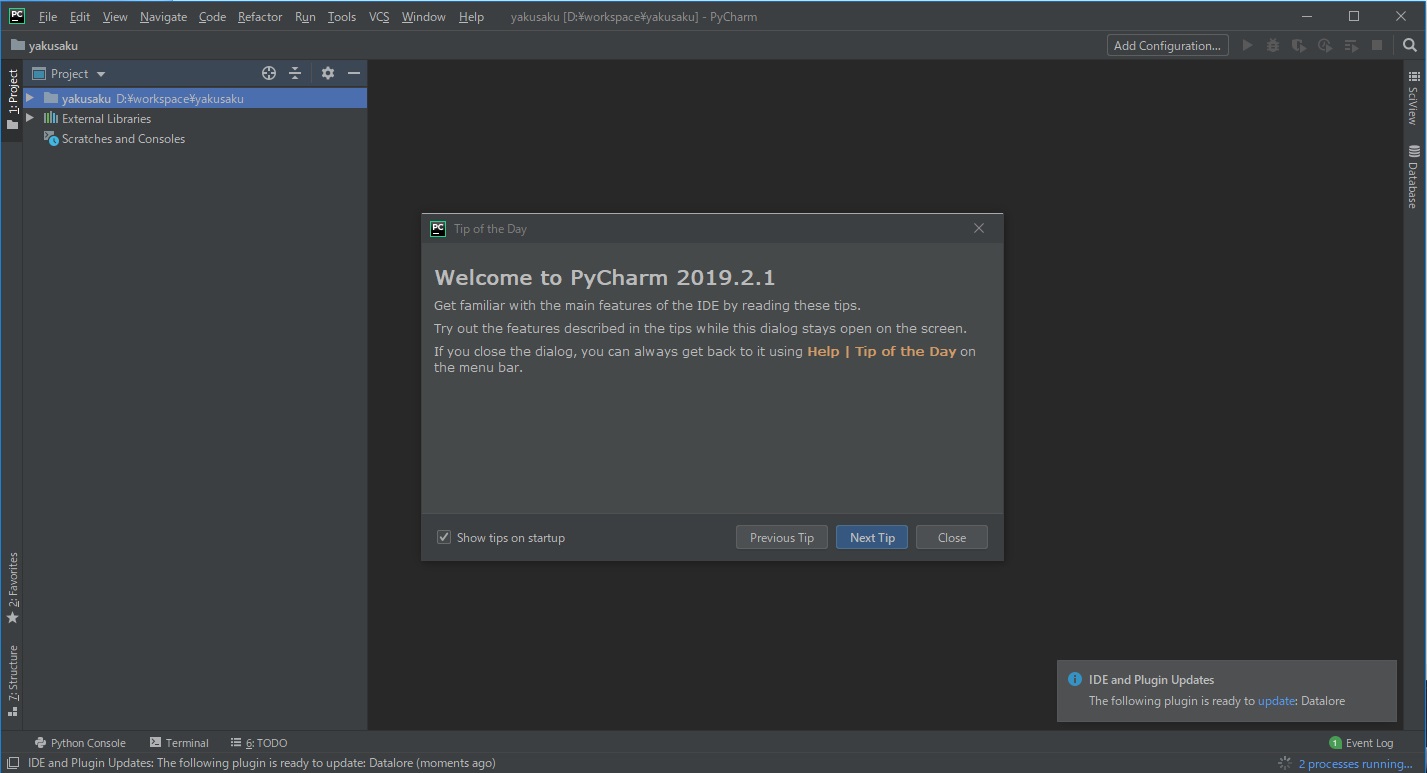 PC File Edit View Navigate Code Refactor Run Tools VCS Window Help yakusaku [D:¥workspace¥yakusaku] - PyCharm
yakusaku Add Configuration...
1: Project
Project
yakusaku D:¥workspace¥yakusaku
External Libraries
Scratches and Consoles
SciView
Database
PC Tip of the Day
Welcome to PyCharm 2019.2.1
Get familiar with the main features of the IDE by reading these tips.
Try out the features described in the tips while this dialog stays open on the screen.
If you close the dialog, you can always get back to it using Help | Tip of the Day on
the menu bar.
Show tips on startup Previous Tip Next Tip Close
2: Favorites
7: Structure
IDE and Plugin Updates
The following plugin is ready to update: Datalore
Python Console Terminal 6: TODO 1 Event Log
IDE and Plugin Updates: The following plugin is ready to update: Datalore (moments ago) 2 processes running...